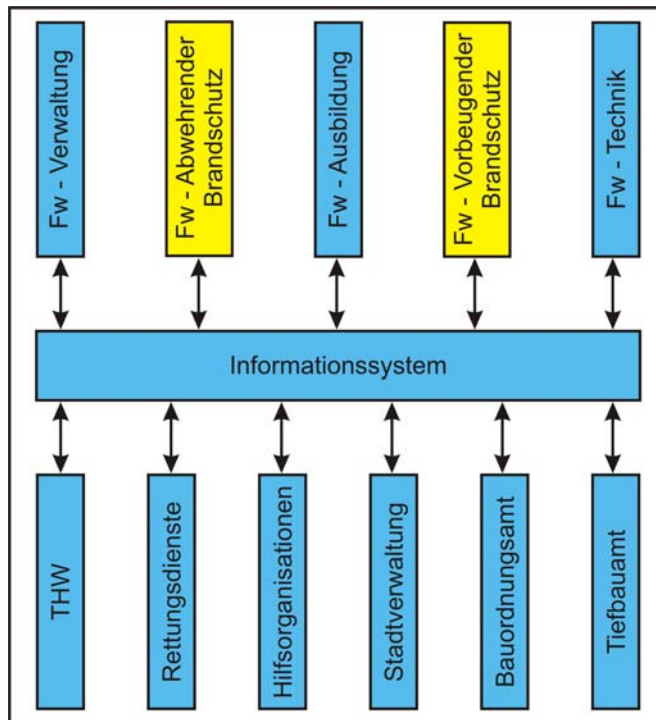 Fw - Verwaltung
Fw - Abwehrender
Brandschutz
Fw - Ausbildung
Fw - Vorbeugender
Brandschutz
Fw - Technik
Informationssystem
THW
Rettungsdienste
Hilfsorganisationen
Stadtverwaltung
Bauordnungsamt
Tiefbauamt